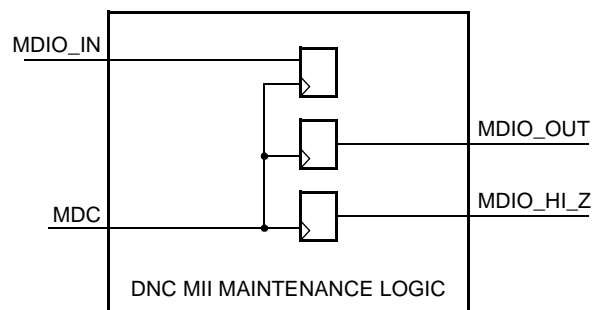 MDIO_IN
MDIO_OUT
MDIO_HI_Z
MDC
DNC MII MAINTENANCE LOGIC